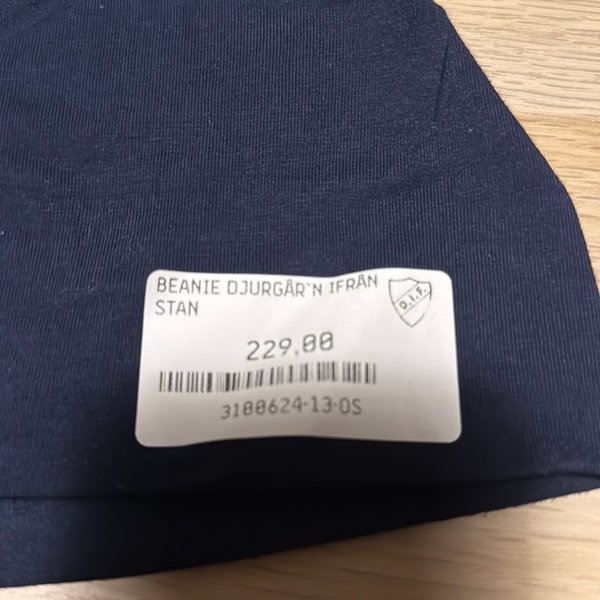 BEANIE DJURGÅR`N IFRÅN
STAN
D.I.F.
229.00
3100624-13-OS